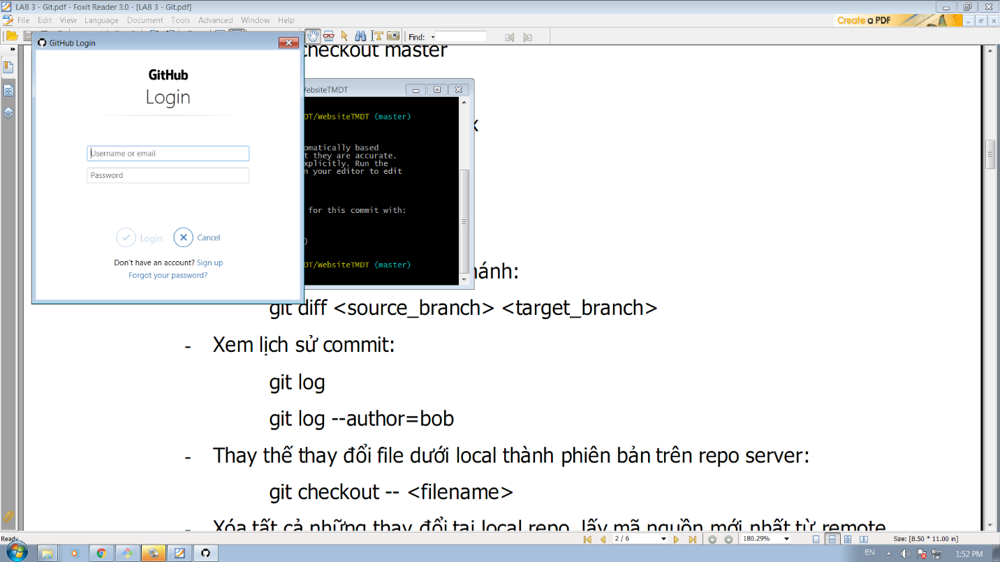 LAB 3 - Git.pdf - Foxit Reader 3.0 - [LAB 3 - Git.pdf]
File Edit View Language Document Tools Advanced Window Help
Create a PDF
Find:
GitHub Login
GitHub
Login
Username or email
Password
Login Cancel
Don't have an account? Sign up
Forgot your password?
checkout master
WebsiteTMDT
DT/WebsiteTMDT (master)
x
omatically based
t they are accurate.
xplicitly. Run the
n your editor to edit
for this commit with:
)
DT/WebsiteTMDT (master)
hánh:
git diff <source_branch> <target_branch>
- Xem lịch sử commit:
git log
git log --author=bob
- Thay thế thay đổi file dưới local thành phiên bản trên repo server:
git checkout -- <filename>
- Xóa tất cả những thay đổi tại local repo, lấy mã nguồn mới nhất từ remote
Ready
2 / 6
180.29%
Size: [8.50 * 11.00 in]
EN
1:52 PM